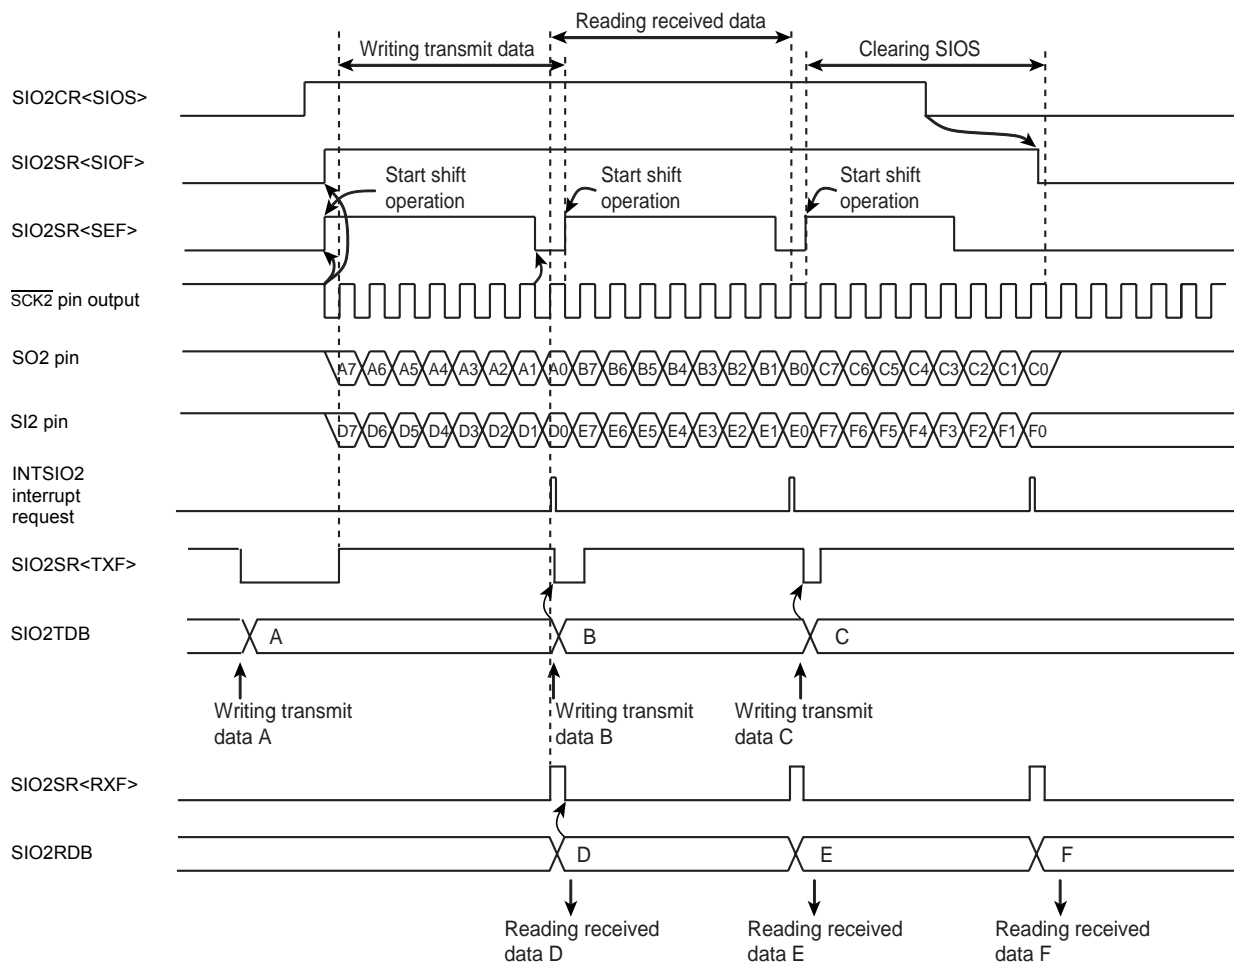 Reading received data
Writing transmit data
Clearing SIOS
SIO2CR<SIOS>
SIO2SR<SIOF>
Start shift
operation
Start shift
operation
Start shift
operation
SIO2SR<SEF>
SCK2 pin output
SO2 pin
A7 A6 A5 A4 A3 A2 A1 A0 B7 B6 B5 B4 B3 B2 B1 B0 C7 C6 C5 C4 C3 C2 C1 C0
SI2 pin
D7 D6 D5 D4 D3 D2 D1 D0 E7 E6 E5 E4 E3 E2 E1 E0 F7 F6 F5 F4 F3 F2 F1 F0
INTSIO2
interrupt
request
SIO2SR<TXF>
SIO2TDB
A B C
Writing transmit
data A
Writing transmit
data B
Writing transmit
data C
SIO2SR<RXF>
SIO2RDB
D E F
Reading received
data D
Reading received
data E
Reading received
data F